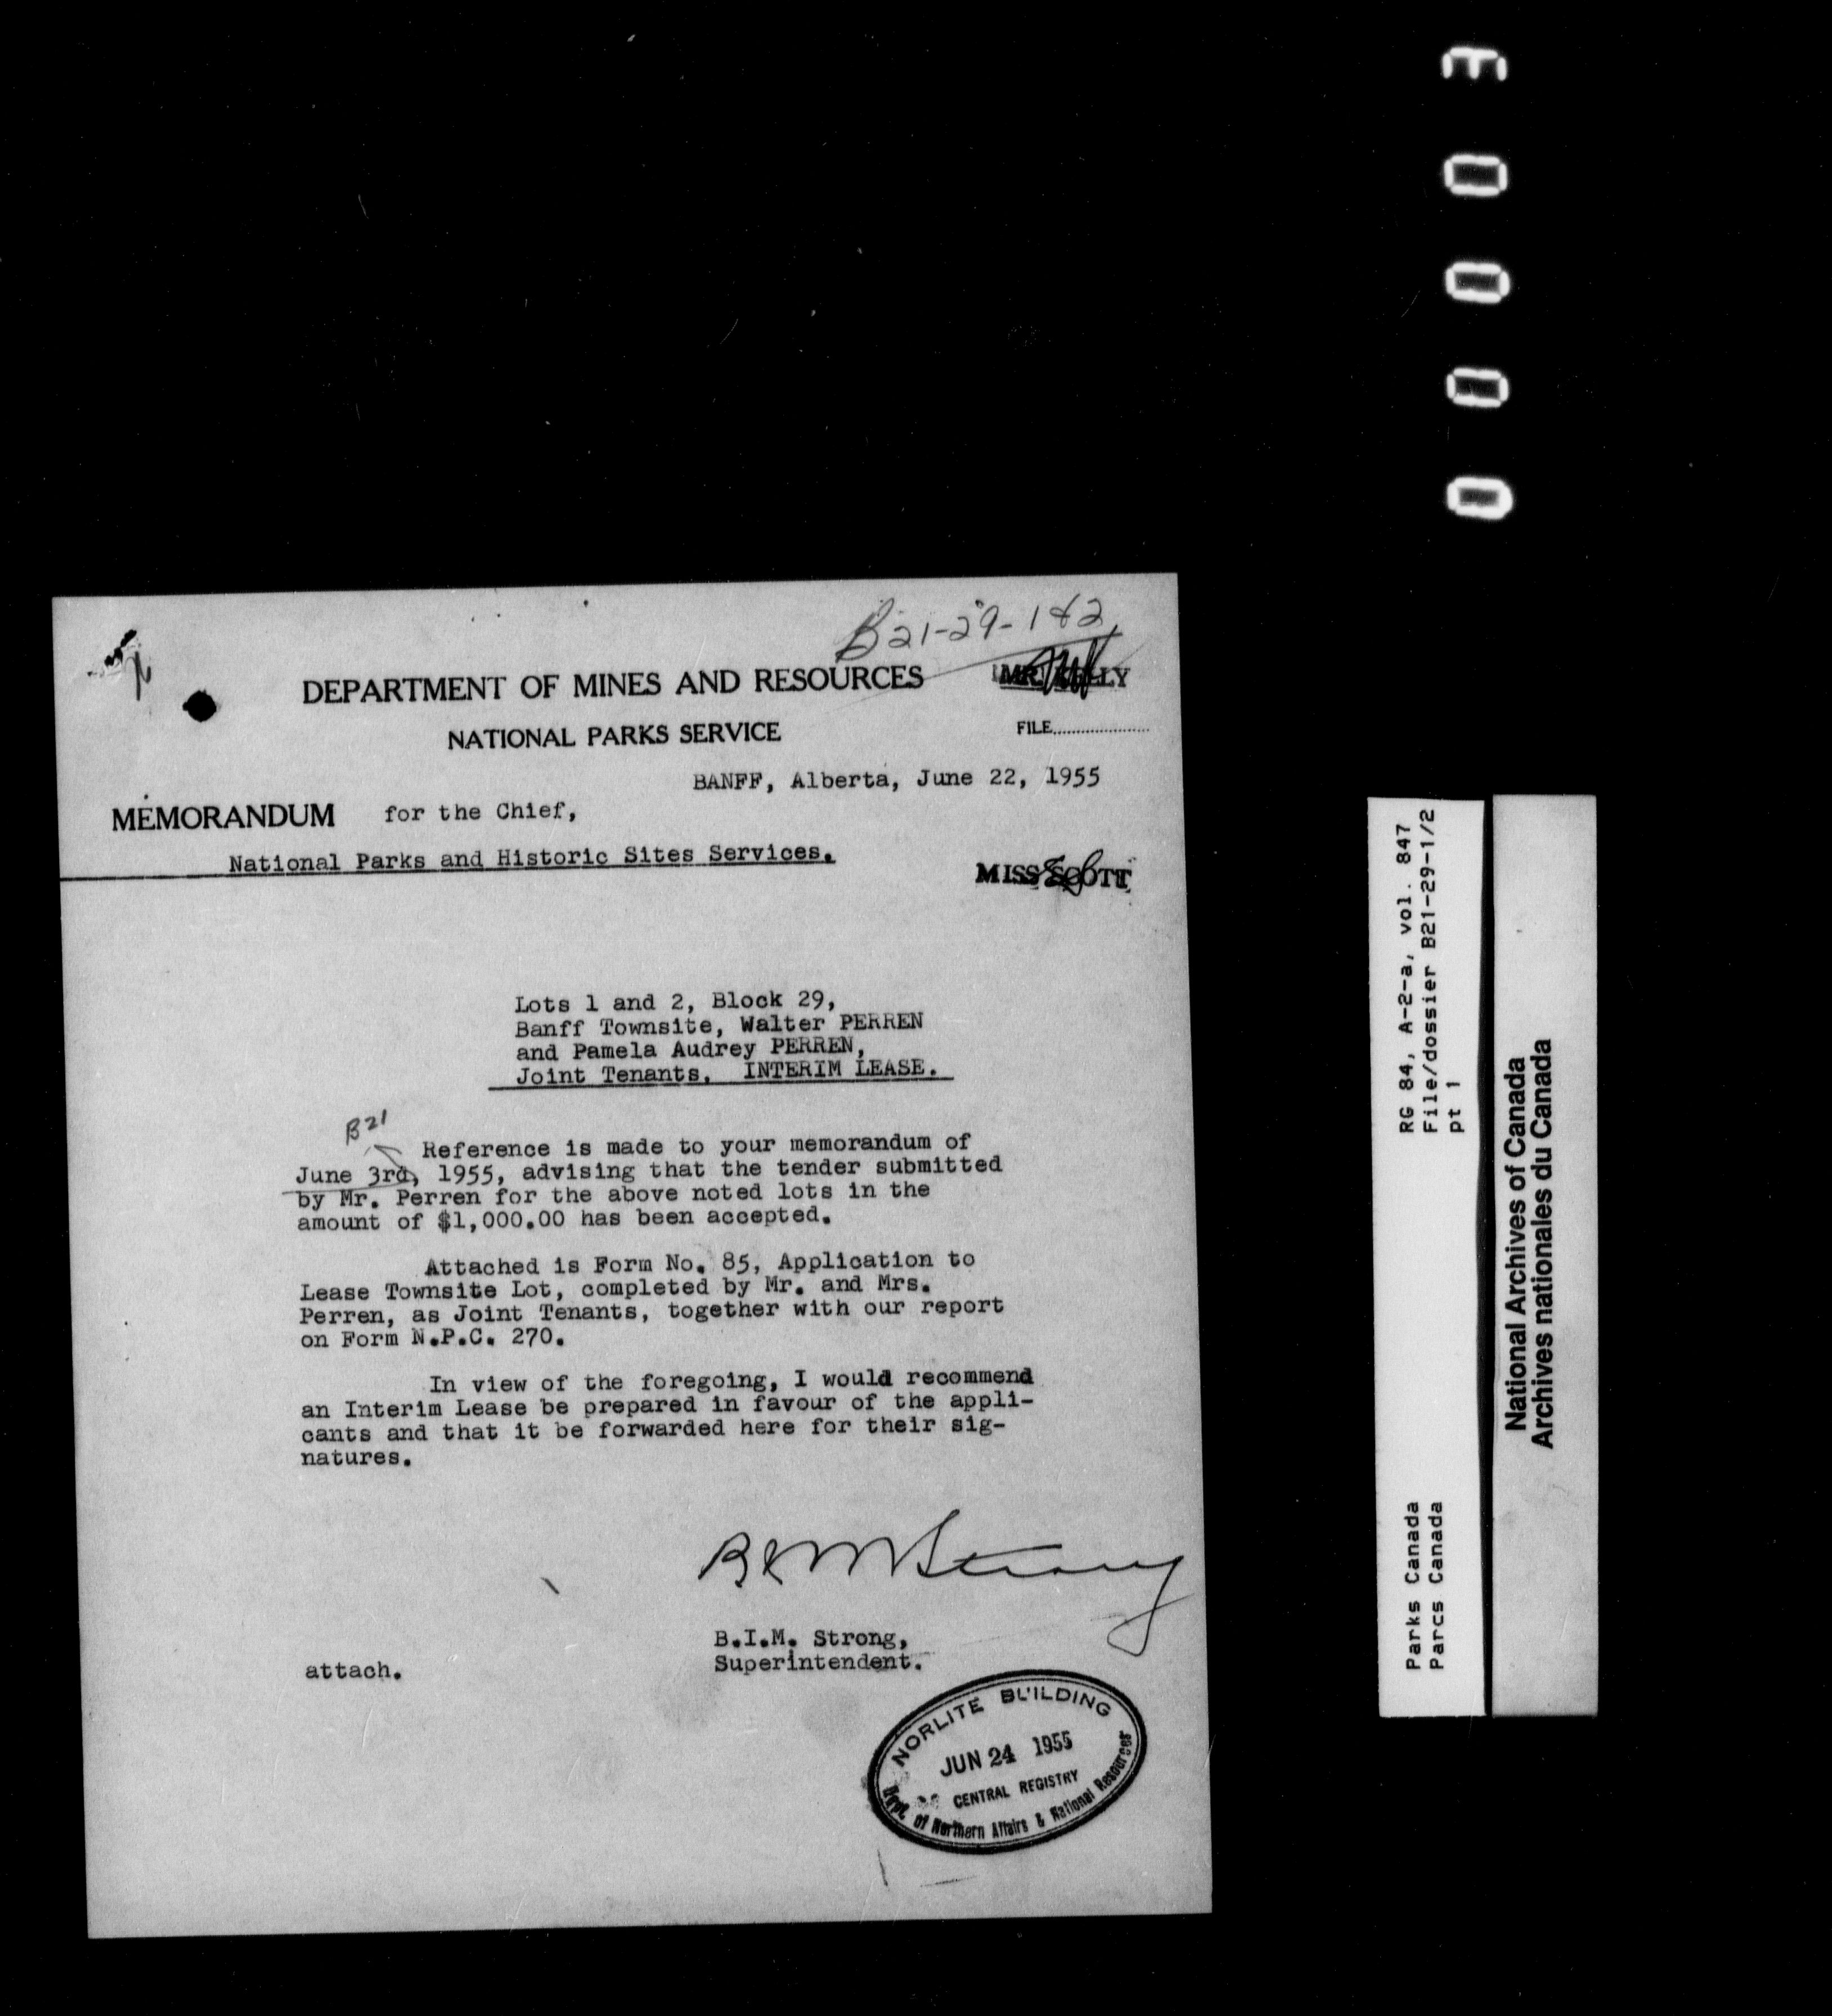 B21-29-1&2
DEPARTMENT OF MINES AND RESOURCES
NATIONAL PARKS SERVICE
FILE
BANFF, Alberta, June 22, 1955
MEMORANDUM for the Chief,
National Parks and Historic Sites Services.
MISS SCOTT
Lots 1 and 2, Block 29,
Banff Townsite, Walter PERREN
and Pamela Audrey PERREN,
Joint Tenants, INTERIM LEASE.
B21
Reference is made to your memorandum of
June 3rd, 1955, advising that the tender submitted
by Mr. Perren for the above noted lots in the
amount of $1,000.00 has been accepted.
Attached is Form No. 85, Application to
Lease Townsite Lot, completed by Mr. and Mrs.
Perren, as Joint Tenants, together with our report
on Form N.P.C. 270.
In view of the foregoing, I would recommend
an Interim Lease be prepared in favour of the appli-
cants and that it be forwarded here for their sig-
natures.
B.I.M. Strong
B.I.M. Strong,
Superintendent.
attach.
NORLITE BUILDING
JUN 24 1955
CENTRAL REGISTRY
Dept. of Northern Affairs & National Resources
00003
RG 84, A-2-a, vol. 847
File/dossier B21-29-1/2
pt 1
Parks Canada
Parcs Canada
National Archives of Canada
Archives nationales du Canada